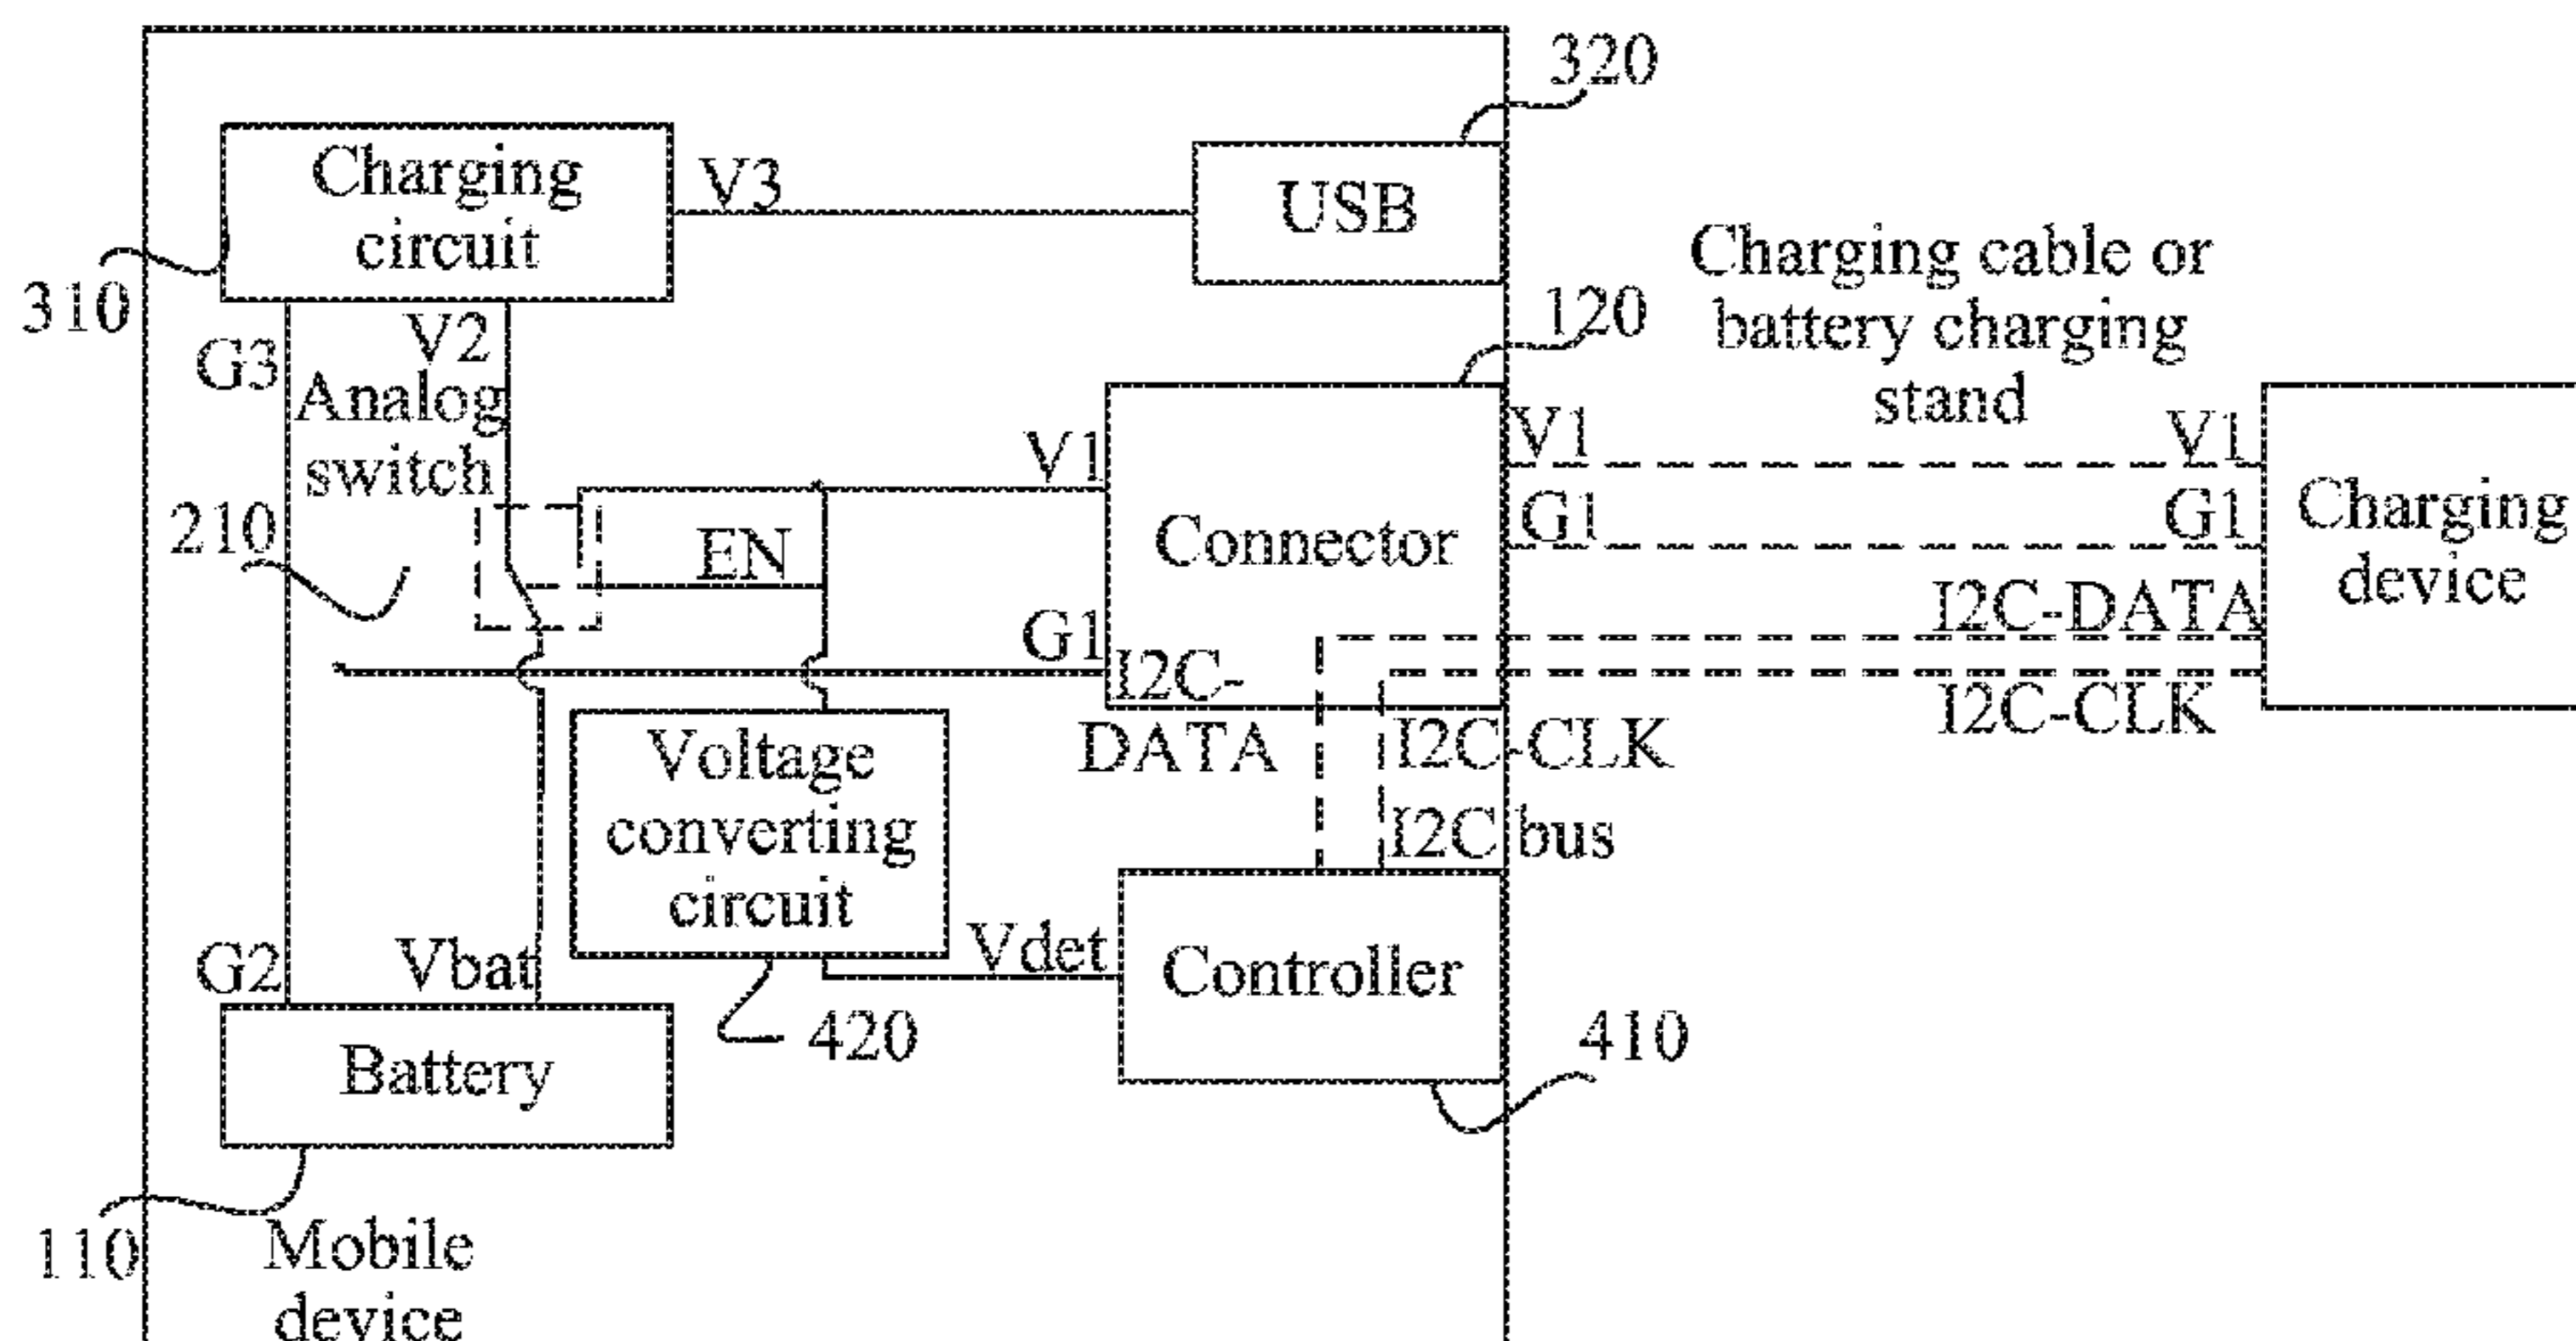 320
Charging
circuit
V3
USB
310
G3
V2
Analog
switch
210
120
Charging cable or
battery charging
stand
V1
Connector
V1
V1
G1
G1
Charging
device
EN
G1
I2C-
DATA
I2C-DATA
I2C-CLK
I2C-CLK
I2C bus
Voltage
converting
circuit
G2
Vbat
Vdet
Controller
420
410
Battery
110
Mobile
device